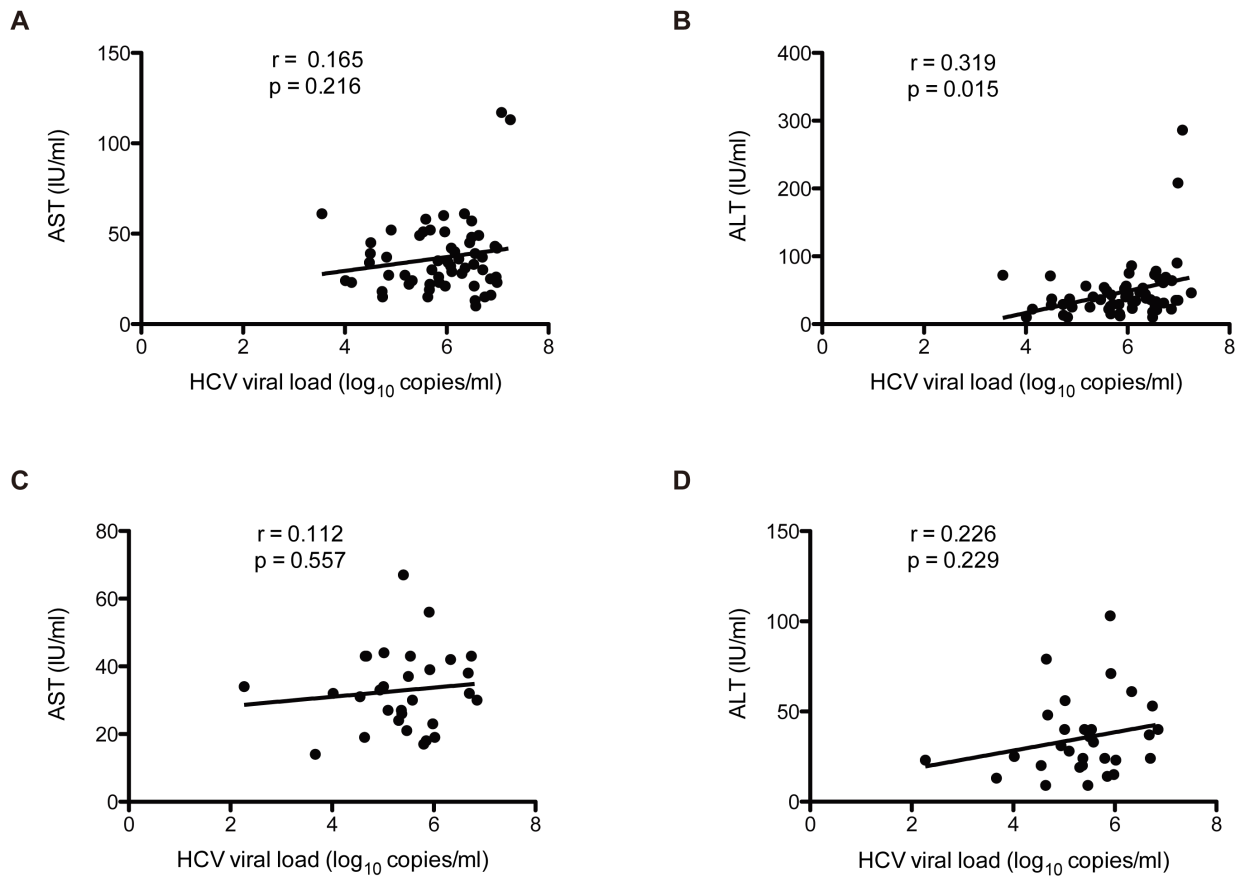 A
r = 0.165
p = 0.216
150
100
50
0
AST (IU/ml)
0 4 6 8
HCV viral load (log10 copies/ml)
B
r = 0.319
p = 0.015
400
300
200
100
0
ALT (IU/ml)
0 2 4 6 8
HCV viral load (log10 copies/ml)
C
r = 0.112
p = 0.557
80
60
40
20
0
AST (IU/ml)
0 2 4 6 8
HCV viral load (log10 copies/ml)
D
r = 0.226
p = 0.229
150
100
50
0
ALT (IU/ml)
0 2 4 6 8
HCV viral load (log10 copies/ml)